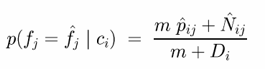 p(f_j = \hat{f}_j | c_i) = \frac{m \hat{p}_{ij} + \hat{N}_{ij}}{m + D_i}